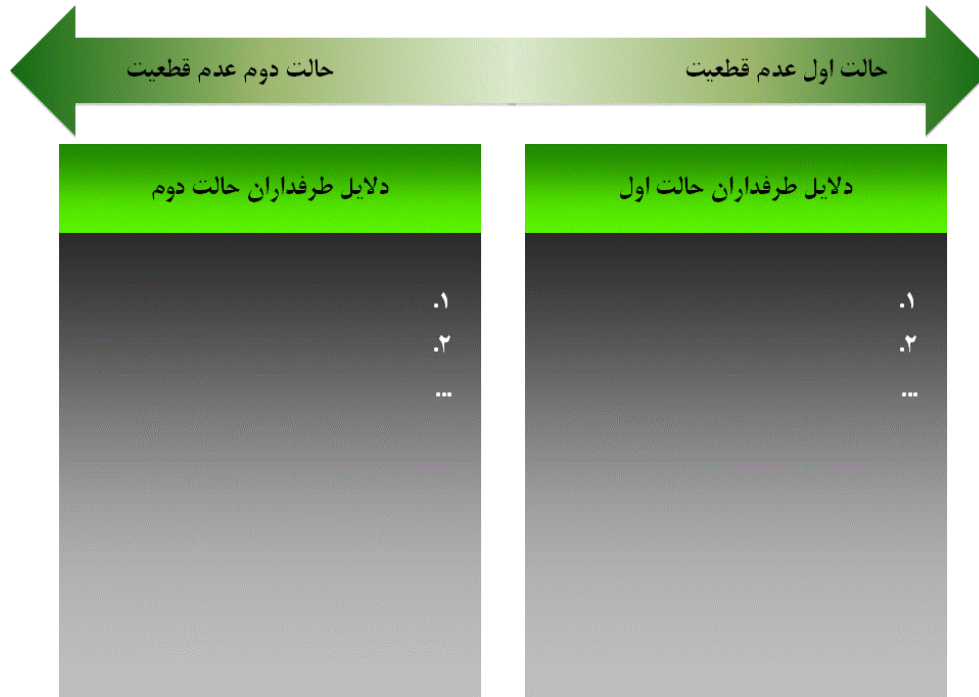 حالت اول عدم قطعیت
حالت دوم عدم قطعیت
دلایل طرفداران حالت اول
۱.
۲.
...
دلایل طرفداران حالت دوم
۱.
۲.
...